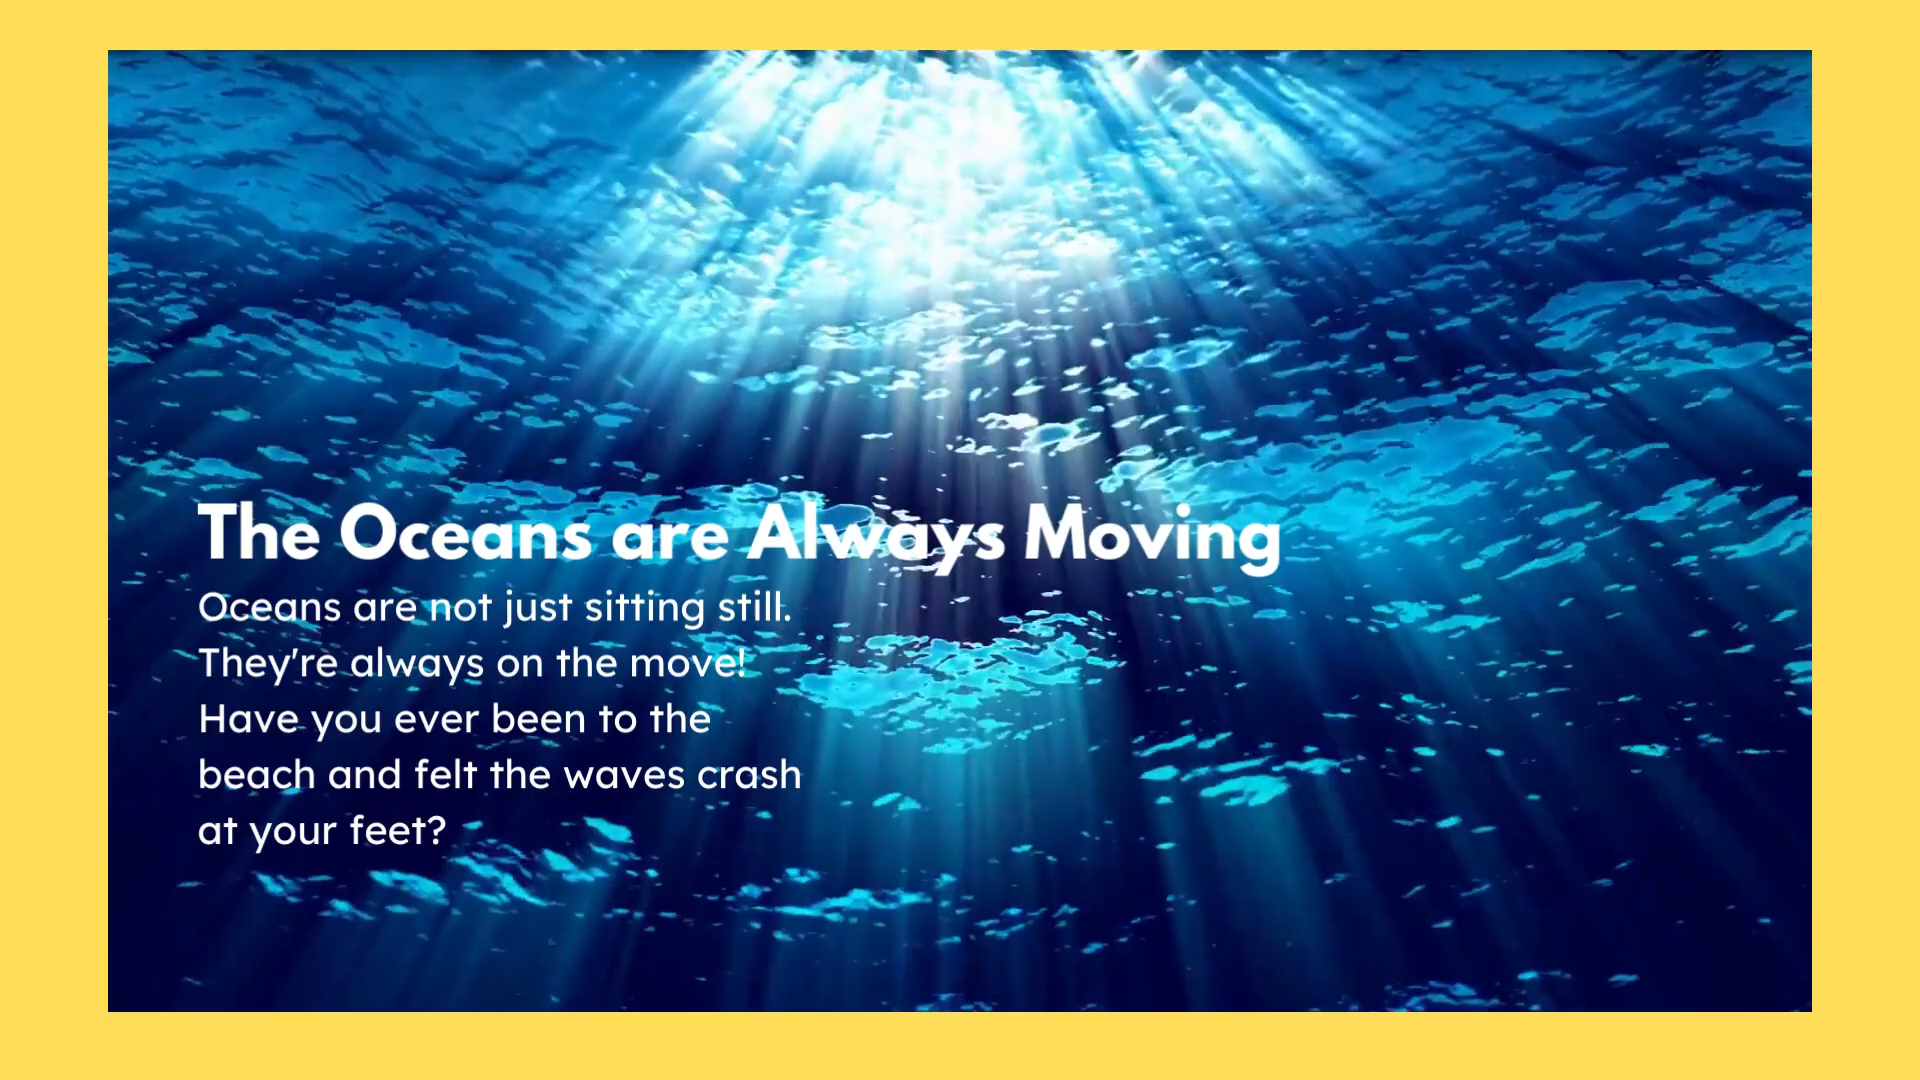 The Oceans are Always Moving
Oceans are not just sitting still.
They're always on the move!
Have you ever been to the
beach and felt the waves crash
at your feet?